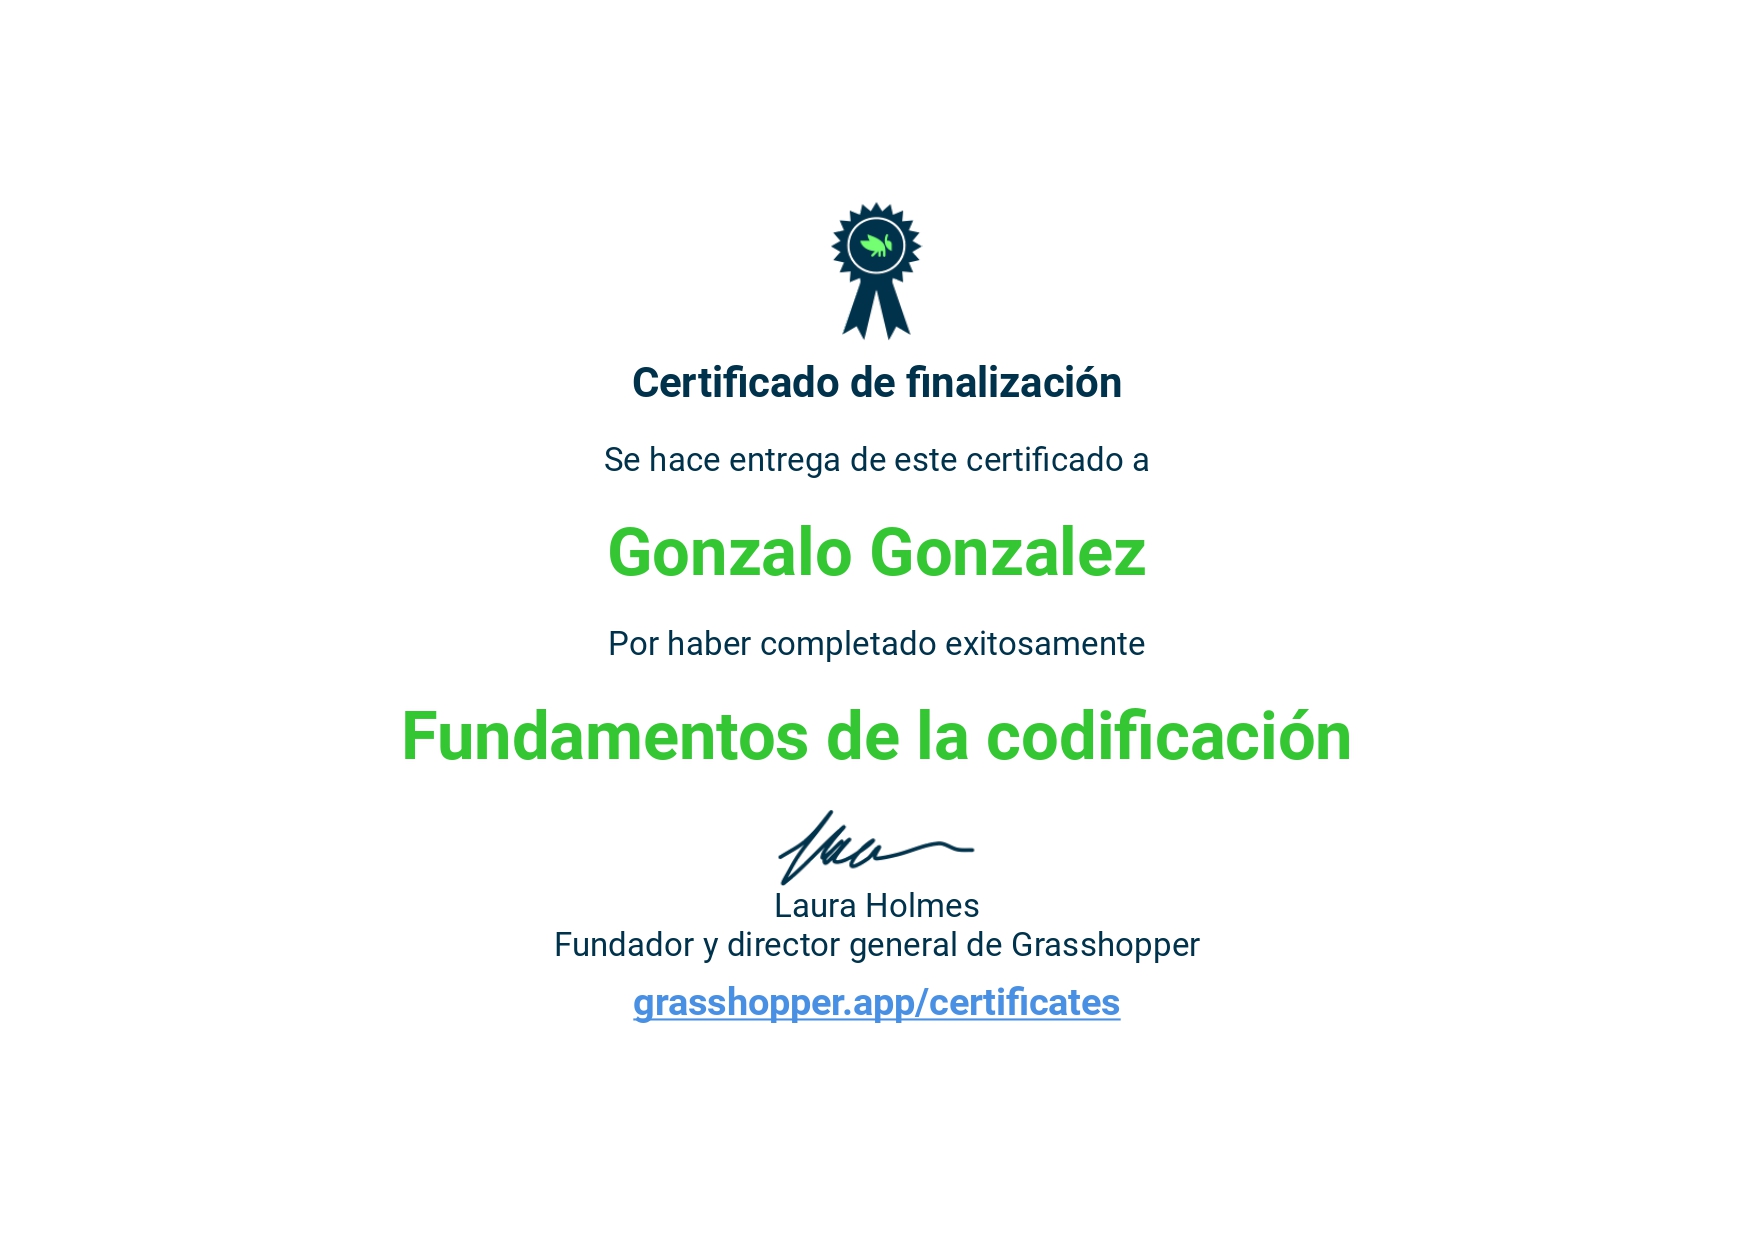 Certificado de finalización
Se hace entrega de este certificado a
Gonzalo Gonzalez
Por haber completado exitosamente
Fundamentos de la codificación
Laura Holmes
Fundador y director general de Grasshopper
grasshopper.app/certificates